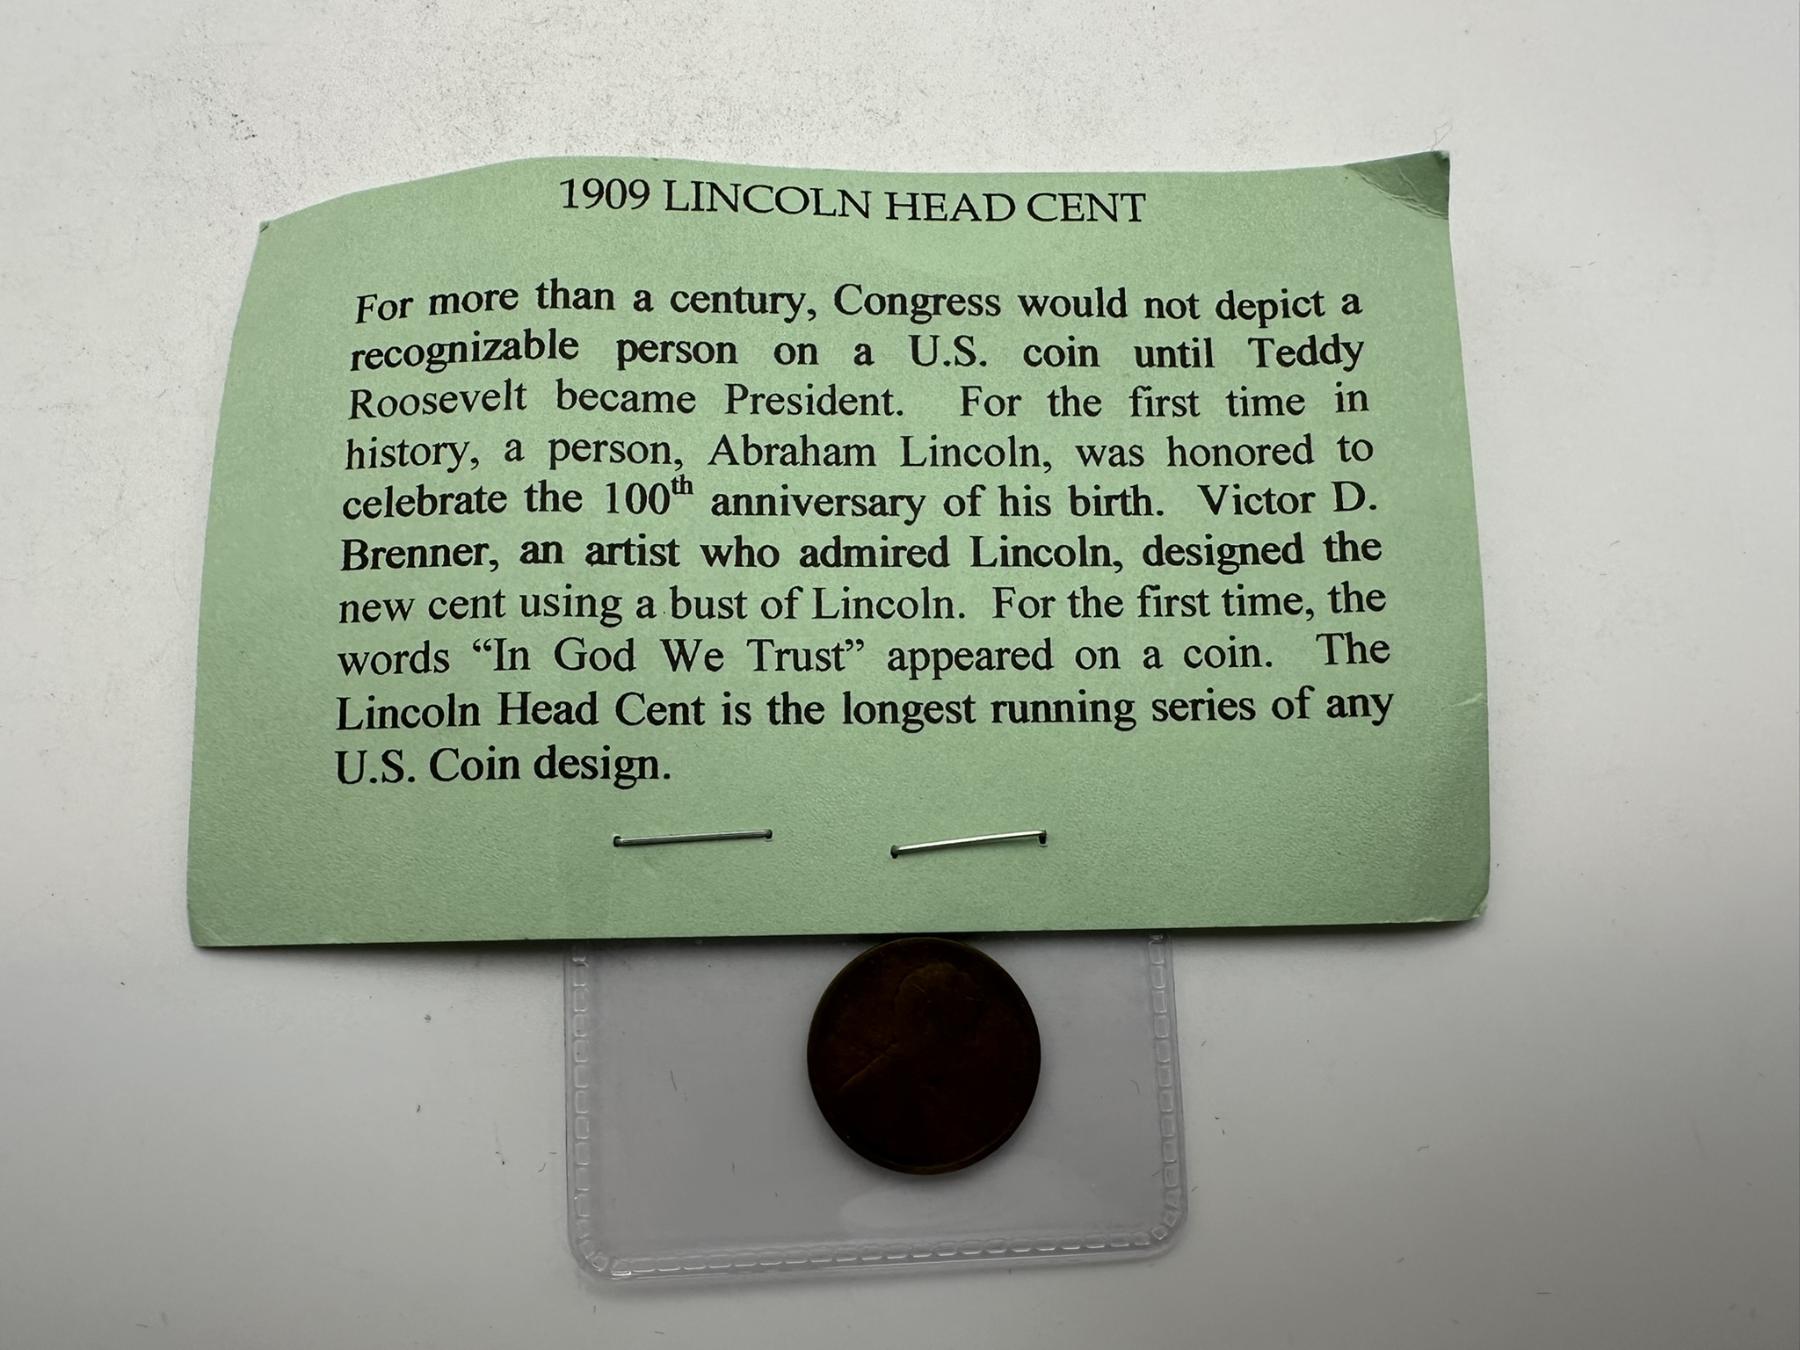 1909 LINCOLN HEAD CENT
For more than a century, Congress would not depict a
recognizable person on a U.S. coin until Teddy
Roosevelt became President. For the first time in
history, a person, Abraham Lincoln, was honored to
celebrate the 100th anniversary of his birth. Victor D.
Brenner, an artist who admired Lincoln, designed the
new cent using a bust of Lincoln. For the first time, the
words “In God We Trust” appeared on a coin. The
Lincoln Head Cent is the longest running series of any
U.S. Coin design.